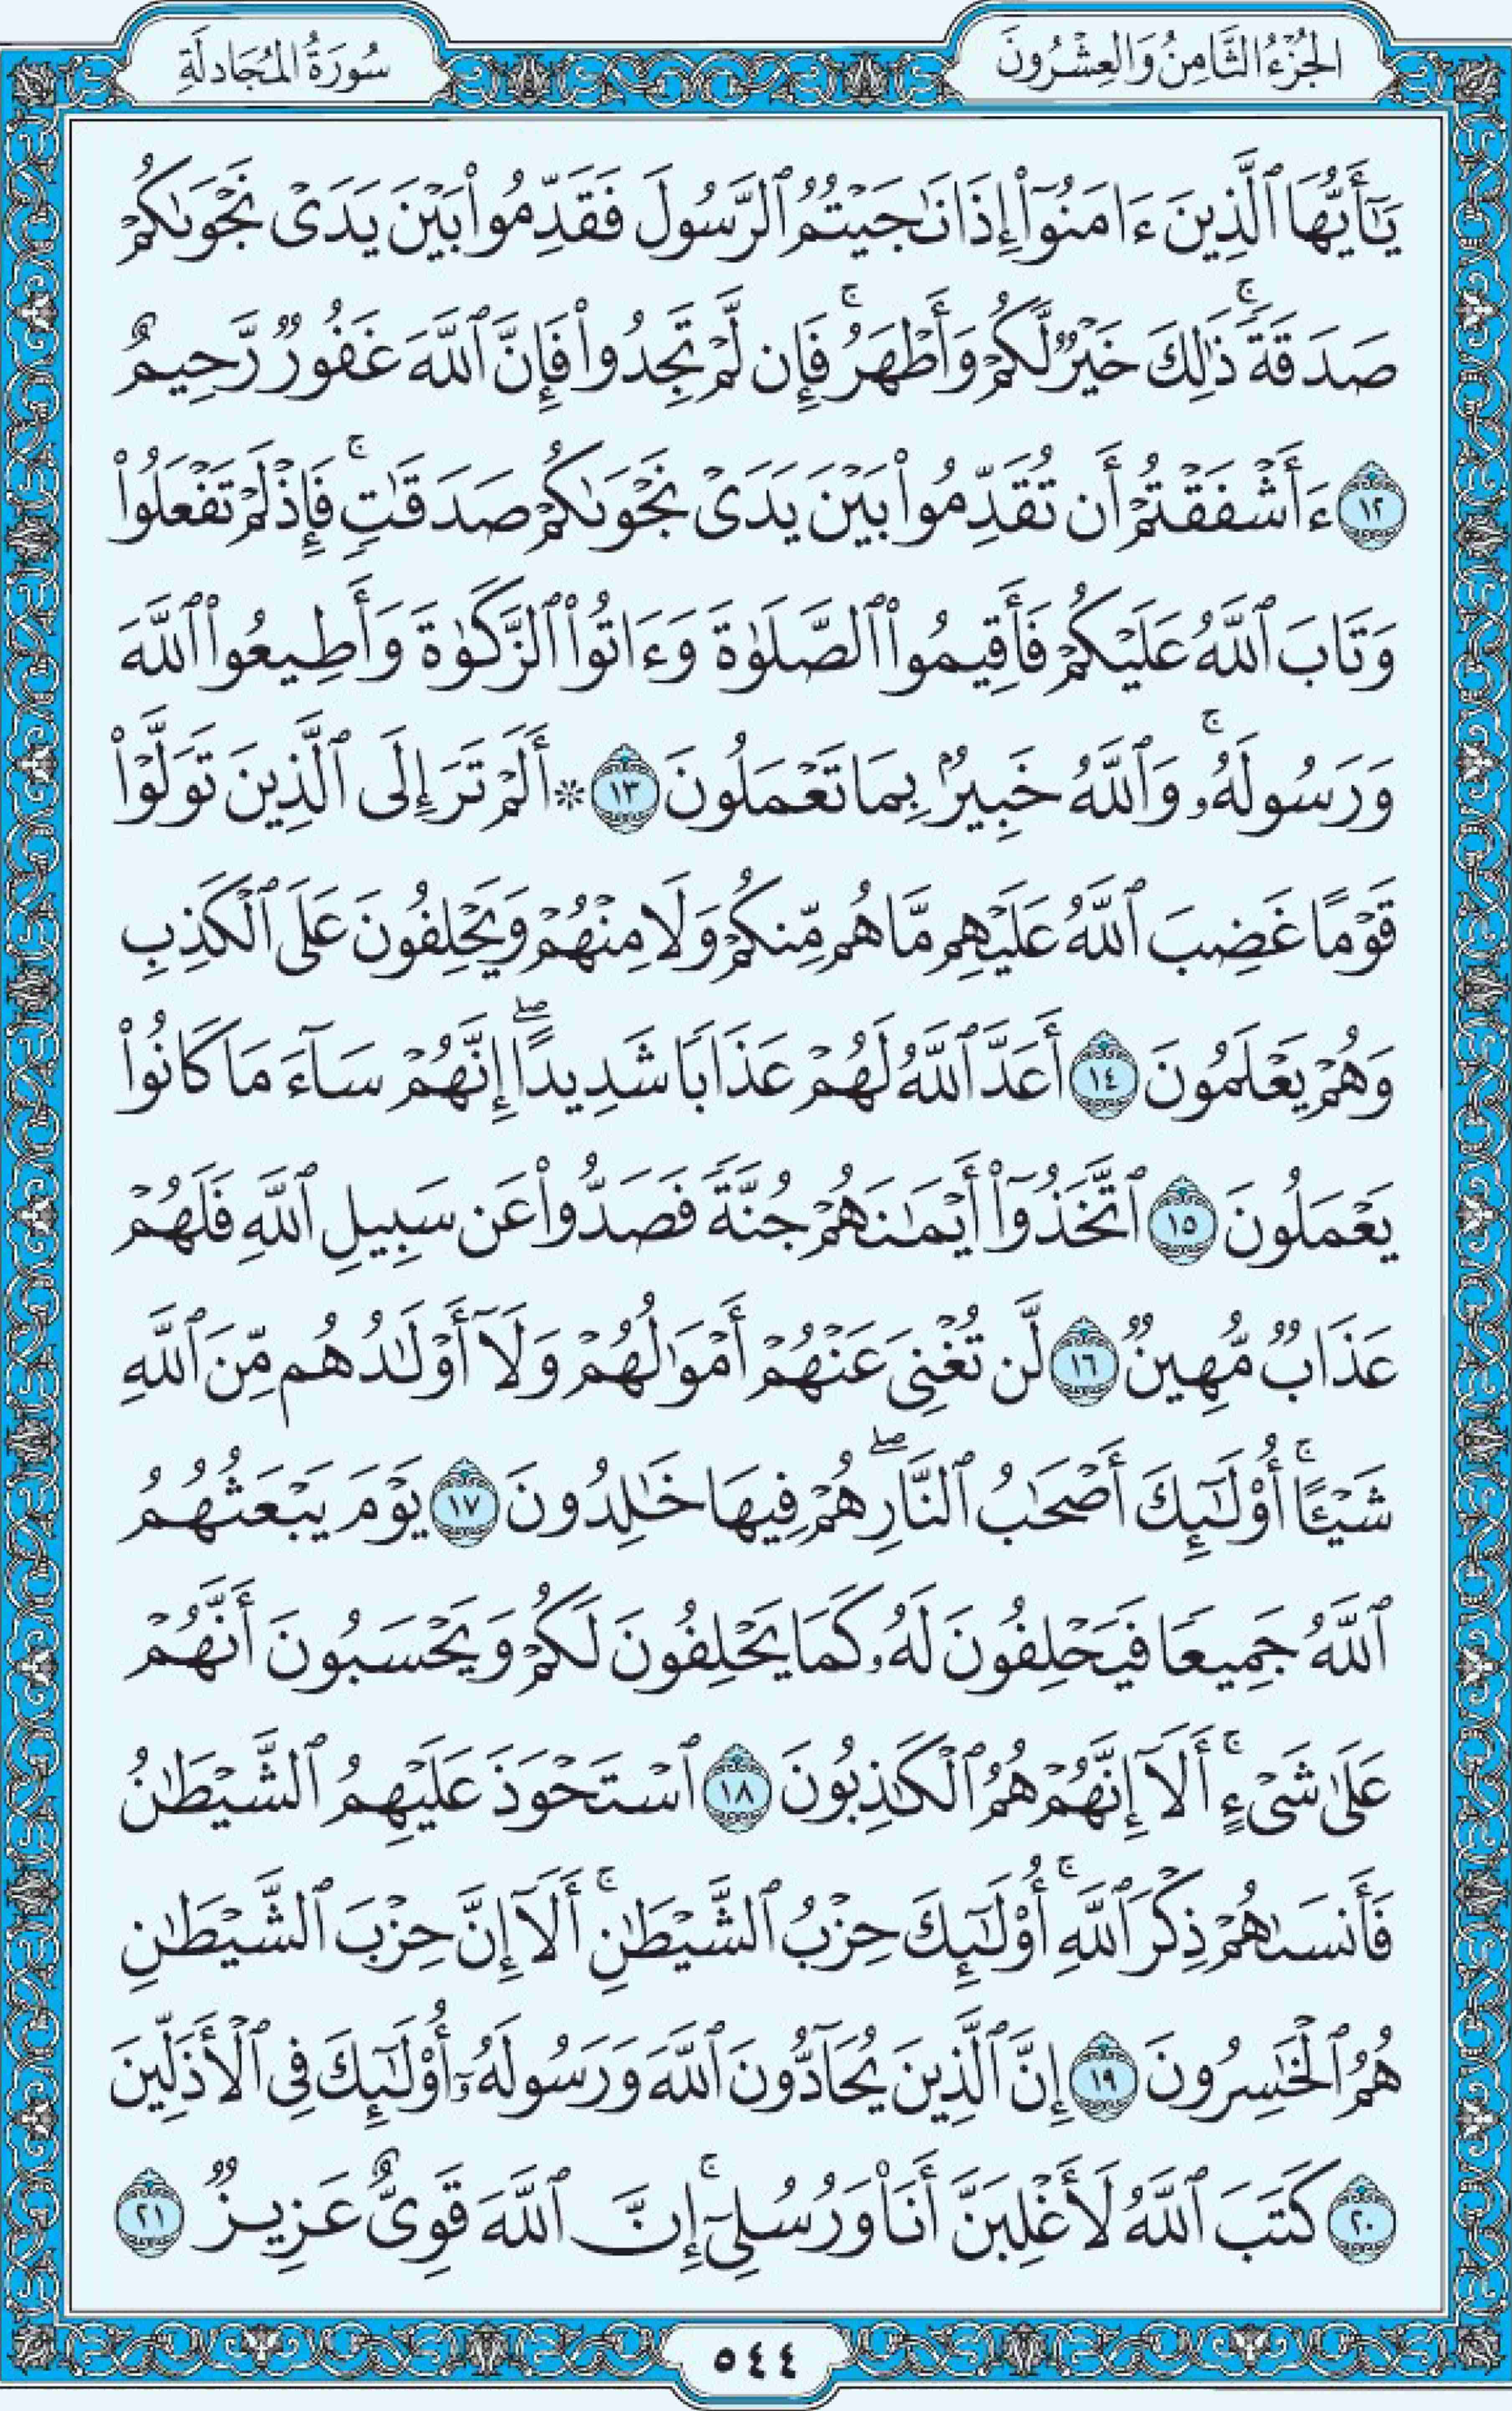 الجُزْءُ الثَّامِنُ وَالعِشْرُونَ
سُورَةُ المُجَادلَةِ
يَٰٓأَيُّهَا ٱلَّذِينَ ءَامَنُوٓا۟ إِذَا نَٰجَيْتُمُ ٱلرَّسُولَ فَقَدِّمُوا۟ بَيْنَ يَدَىْ نَجْوَىٰكُمْ
صَدَقَةًۚ ذَٰلِكَ خَيْرٌ لَّكُمْ وَأَطْهَرُۚ فَإِن لَّمْ تَجِدُوا۟ فَإِنَّ ٱللَّهَ غَفُورٌ رَّحِيمٌ
١٢ ءَأَشْفَقْتُمْ أَن تُقَدِّمُوا۟ بَيْنَ يَدَىْ نَجْوَىٰكُمْ صَدَقَٰتٍۚ فَإِذْ لَمْ تَفْعَلُوا۟
وَتَابَ ٱللَّهُ عَلَيْكُمْ فَأَقِيمُوا۟ ٱلصَّلَوٰةَ وَءَاتُوا۟ ٱلزَّكَوٰةَ وَأَطِيعُوا۟ ٱللَّهَ
وَرَسُولَهُۥۚ وَٱللَّهُ خَبِيرٌۢ بِمَا تَعْمَلُونَ ١٣ ۞ أَلَمْ تَرَ إِلَى ٱلَّذِينَ تَوَلَّوْا۟
قَوْمًا غَضِبَ ٱللَّهُ عَلَيْهِم مَّا هُم مِّنكُمْ وَلَا مِنْهُمْ وَيَحْلِفُونَ عَلَى ٱلْكَذِبِ
وَهُمْ يَعْلَمُونَ ١٤ أَعَدَّ ٱللَّهُ لَهُمْ عَذَابًا شَدِيدًاۖ إِنَّهُمْ سَآءَ مَا كَانُوا۟
يَعْمَلُونَ ١٥ ٱتَّخَذُوٓا۟ أَيْمَٰنَهُمْ جُنَّةً فَصَدُّوا۟ عَن سَبِيلِ ٱللَّهِ فَلَهُمْ
عَذَابٌ مُّهِينٌ ١٦ لَّن تُغْنِىَ عَنْهُمْ أَمْوَٰلُهُمْ وَلَآ أَوْلَٰدُهُم مِّنَ ٱللَّهِ
شَيْـًٔاۚ أُو۟لَٰٓئِكَ أَصْحَٰبُ ٱلنَّارِۖ هُمْ فِيهَا خَٰلِدُونَ ١٧ يَوْمَ يَبْعَثُهُمُ
ٱللَّهُ جَمِيعًا فَيَحْلِفُونَ لَهُۥ كَمَا يَحْلِفُونَ لَكُمْ وَيَحْسَبُونَ أَنَّهُمْ
عَلَىٰ شَىْءٍۚ أَلَآ إِنَّهُمْ هُمُ ٱلْكَٰذِبُونَ ١٨ ٱسْتَحْوَذَ عَلَيْهِمُ ٱلشَّيْطَٰنُ
فَأَنسَىٰهُمْ ذِكْرَ ٱللَّهِۚ أُو۟لَٰٓئِكَ حِزْبُ ٱلشَّيْطَٰنِۚ أَلَآ إِنَّ حِزْبَ ٱلشَّيْطَٰنِ
هُمُ ٱلْخَٰسِرُونَ ١٩ إِنَّ ٱلَّذِينَ يُحَآدُّونَ ٱللَّهَ وَرَسُولَهُۥٓ أُو۟لَٰٓئِكَ فِى ٱلْأَذَلِّينَ
٢٠ كَتَبَ ٱللَّهُ لَأَغْلِبَنَّ أَنَا۠ وَرُسُلِىٓۚ إِنَّ ٱللَّهَ قَوِىٌّ عَزِيزٌ ٢١
٥٤٤